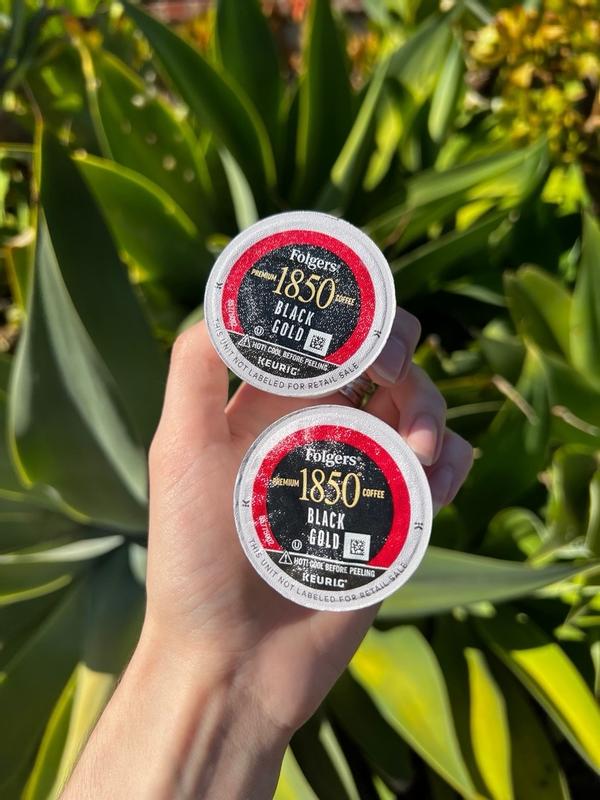 Folgers®
PREMIUM 1850® COFFEE
BLACK
GOLD
HOT! COOL BEFORE PEELING
KEURIG®
THIS UNIT NOT LABELED FOR RETAIL SALE
Folgers®
PREMIUM 1850® COFFEE
BLACK
GOLD
HOT! COOL BEFORE PEELING
KEURIG®
THIS UNIT NOT LABELED FOR RETAIL SALE